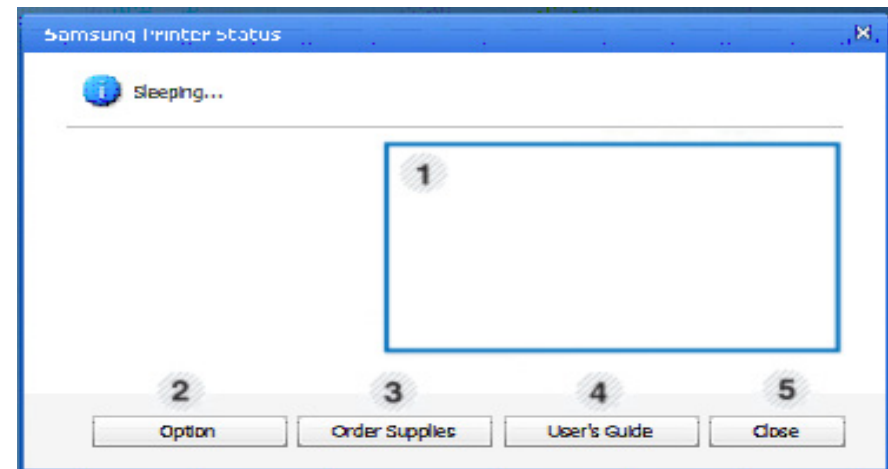 Samsung Printer Status
Sleeping...
1
2 3 4 5
Option Order Supplies User's Guide Close